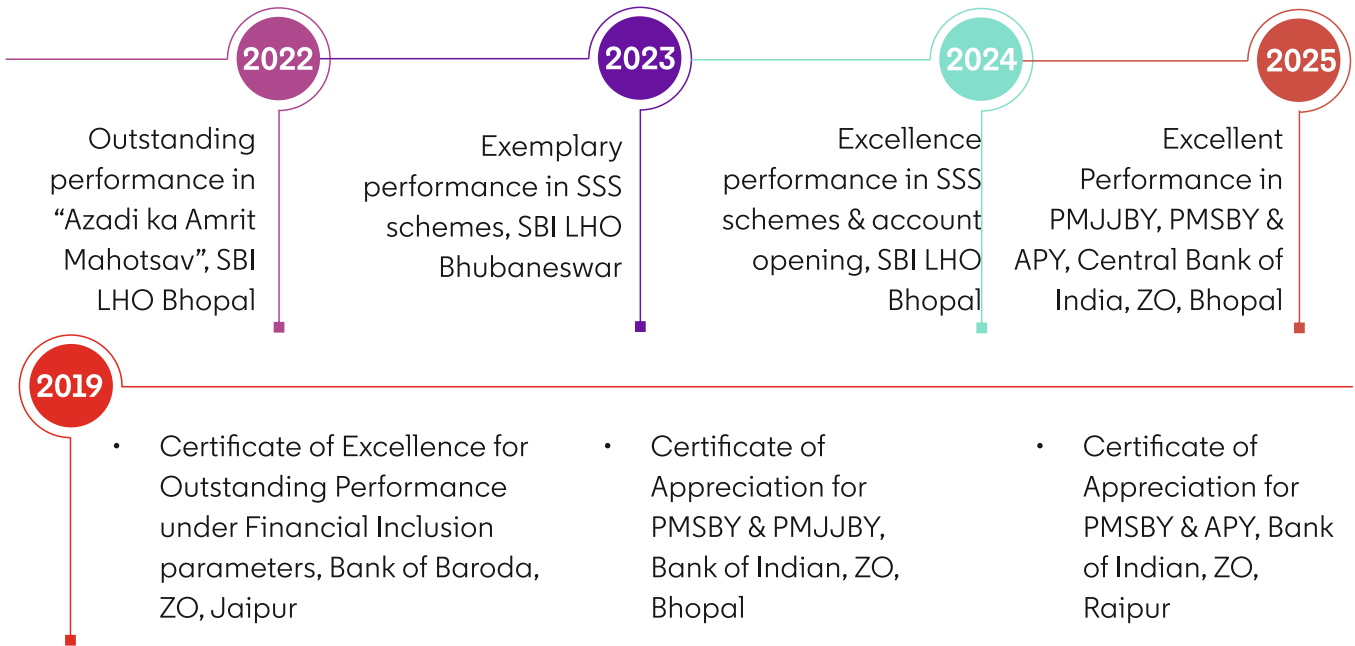 2022
Outstanding
performance in
“Azadi ka Amrit
Mahotsav”, SBI
LHO Bhopal
2023
Exemplary
performance in SSS
schemes, SBI LHO
Bhubaneswar
2024
Excellence
performance in SSS
schemes & account
opening, SBI LHO
Bhopal
2025
Excellent
Performance in
PMJJBY, PMSBY &
APY, Central Bank of
India, ZO, Bhopal
2019
• Certificate of Excellence for
Outstanding Performance
under Financial Inclusion
parameters, Bank of Baroda,
ZO, Jaipur
• Certificate of
Appreciation for
PMSBY & PMJJBY,
Bank of Indian, ZO,
Bhopal
• Certificate of
Appreciation for
PMSBY & APY, Bank
of Indian, ZO,
Raipur